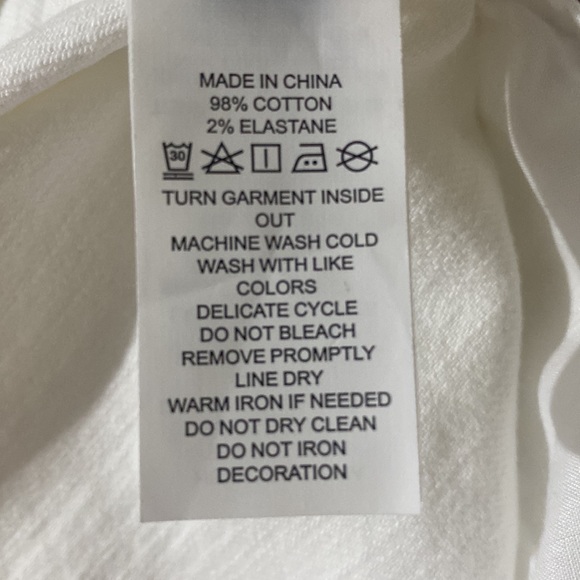 MADE IN CHINA
98% COTTON
2% ELASTANE
30
TURN GARMENT INSIDE
OUT
MACHINE WASH COLD
WASH WITH LIKE
COLORS
DELICATE CYCLE
DO NOT BLEACH
REMOVE PROMPTLY
LINE DRY
WARM IRON IF NEEDED
DO NOT DRY CLEAN
DO NOT IRON
DECORATION